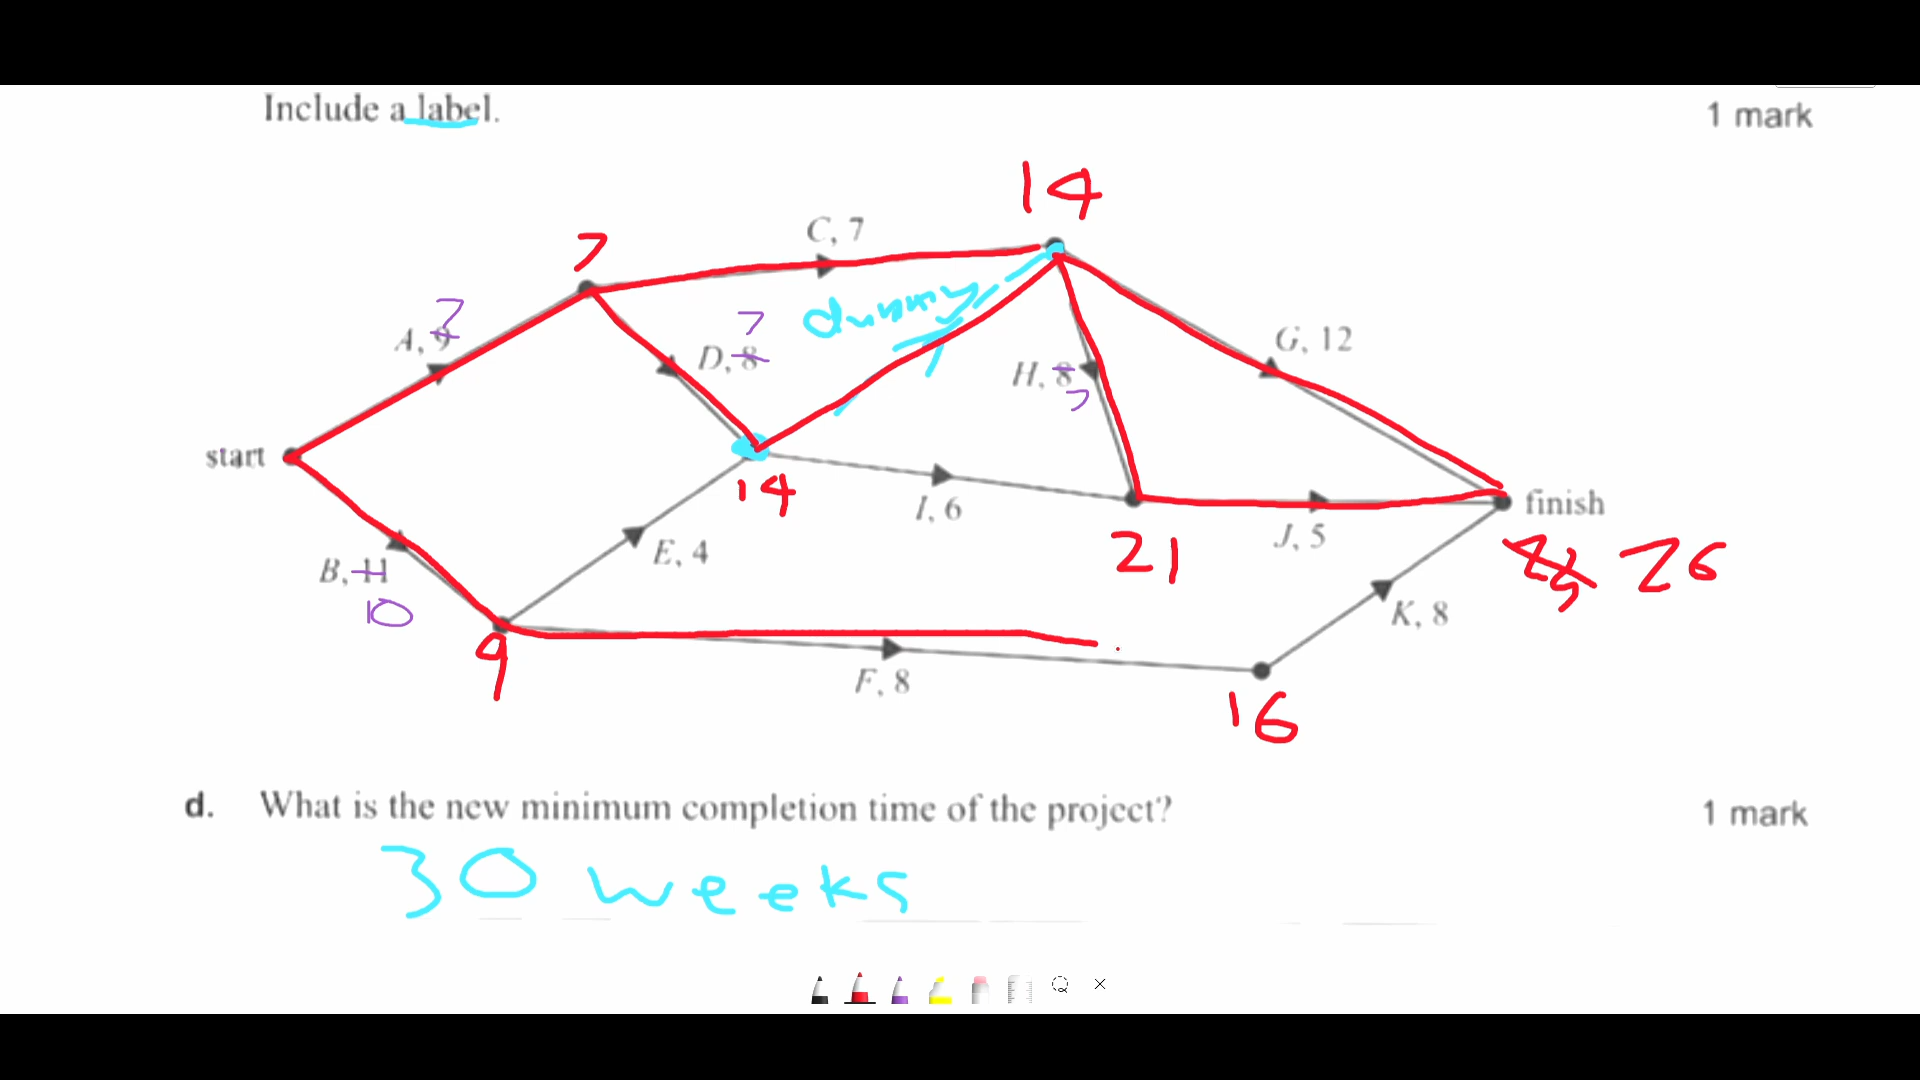 Include a label.
1 mark
14
C, 7
7
7
A, 9
7
dummy
D, 8
G, 12
H, 8
7
start
14
I, 6
finish
B, 11
10
E, 4
21
J, 5
26
K, 8
9
F, 8
16
d. What is the new minimum completion time of the project?
1 mark
30 weeks